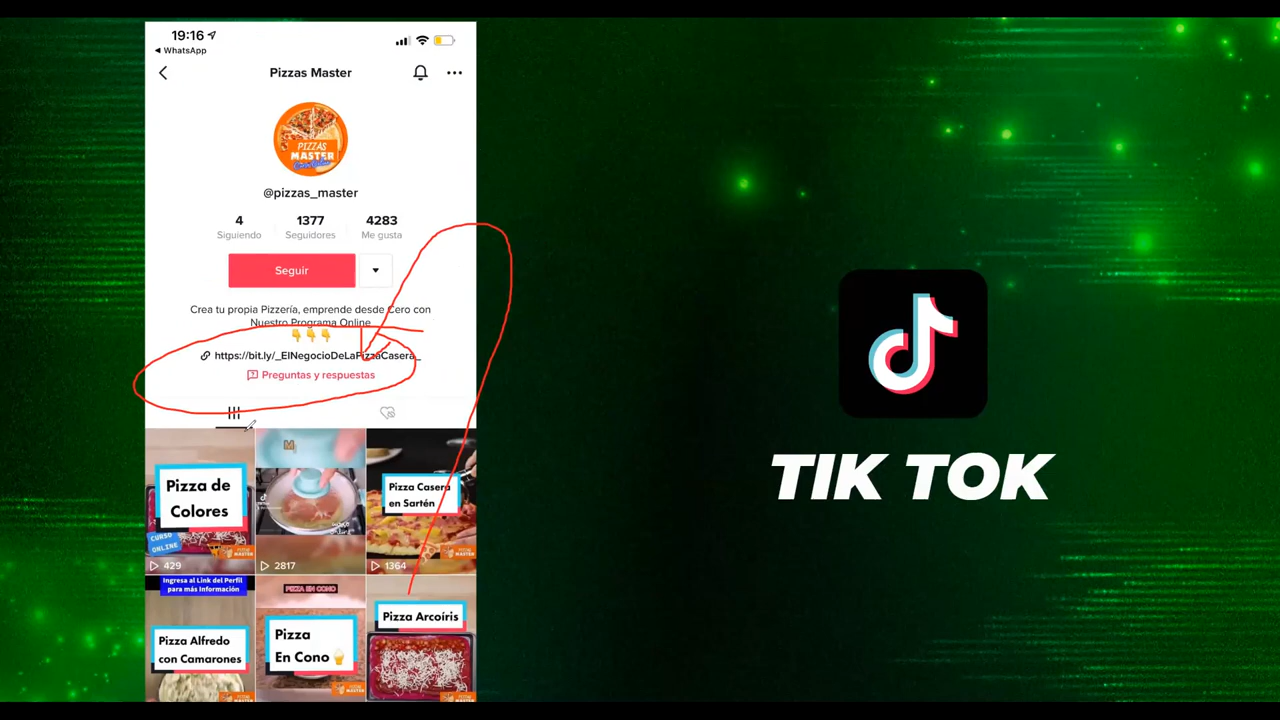 19:16
WhatsApp
Pizzas Master
PIZZAS
MASTER
@pizzas_master
4
1377
4283
Siguiendo
Seguidores
Me gusta
Seguir
Crea tu propia Pizzería, emprende desde Cero con
Nuestro Programa Online
https://bit.ly/_ElNegocioDeLaPizzaCasera_
Preguntas y respuestas
Pizza de
Colores
CURSO
ONLINE
429
M
2817
Pizza Casera
en Sartén
1364
Ingresa al Link del Perfil
para más Información
Pizza Alfredo
con Camarones
PIZZA EN CONO
Pizza
En Cono
Pizza Arcoíris
TIK TOK